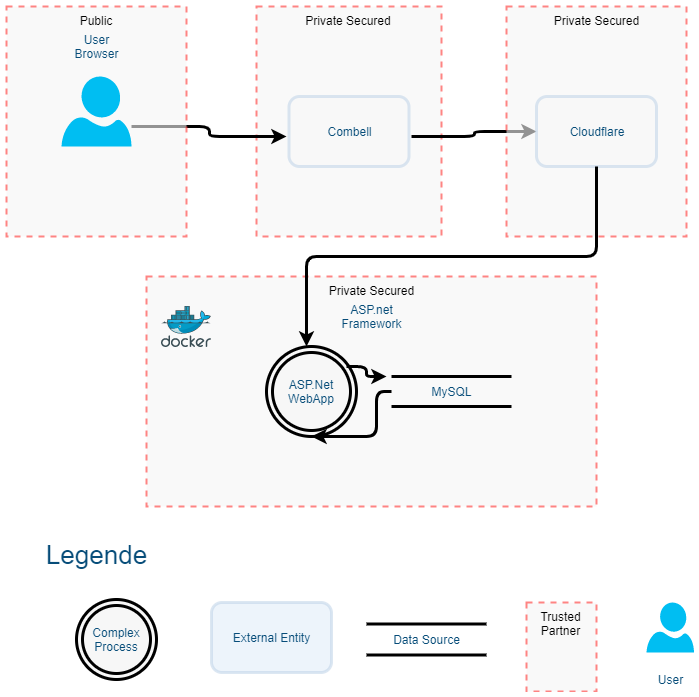 Public
User
Browser
Private Secured
Combell
Private Secured
Cloudflare
Private Secured
ASP.net
Framework
docker
ASP.Net
WebApp
MySQL
Legende
Complex
Process
External Entity
Data Source
Trusted
Partner
User